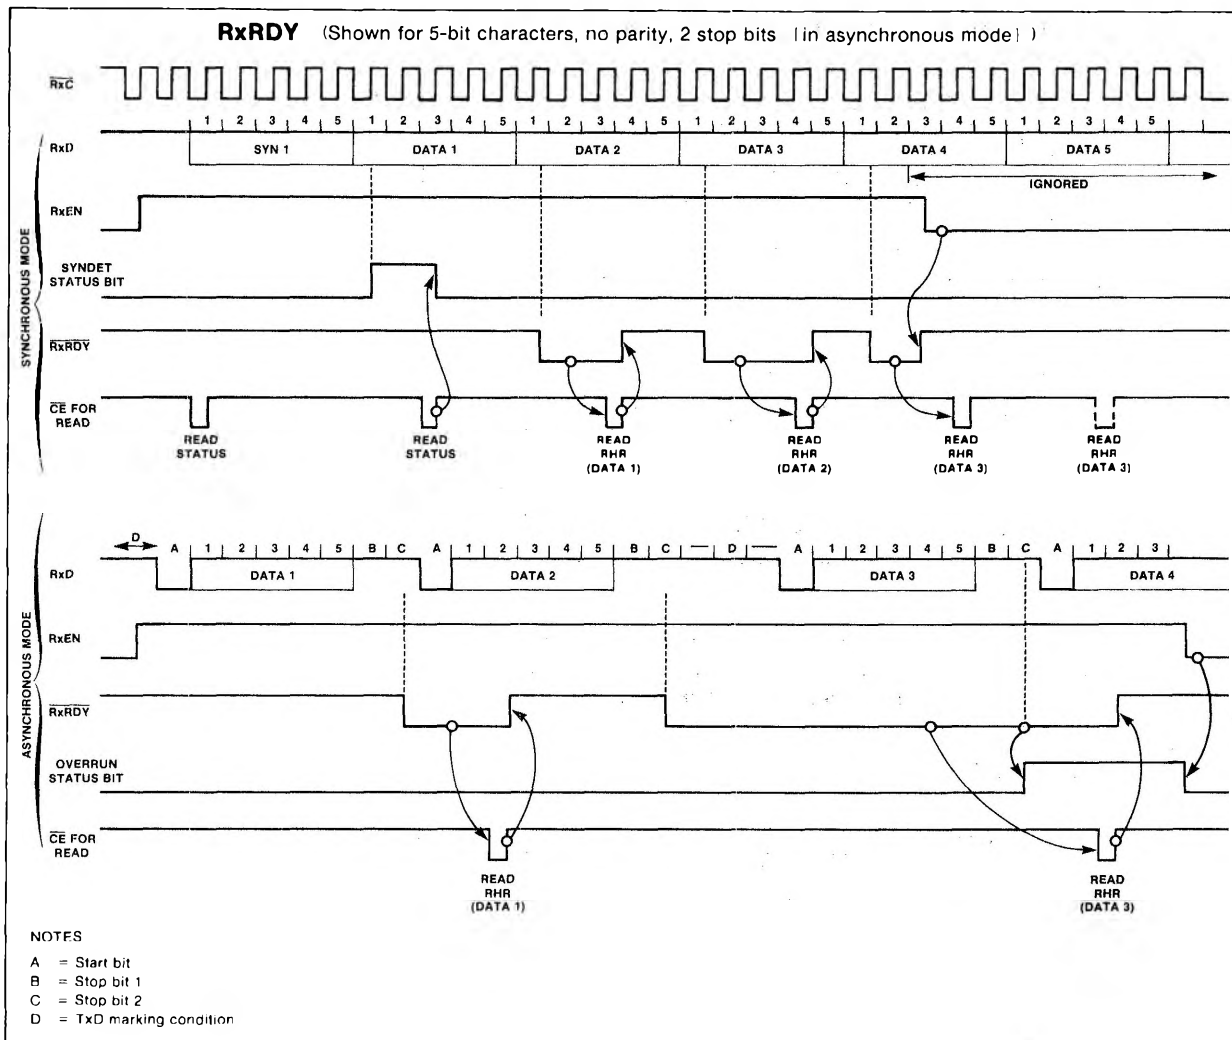 RxRDY (Shown for 5-bit characters, no parity, 2 stop bits [in asynchronous mode] )
RxC
1 2 3 4 5 1 2 3 4 5 1 2 3 4 5 1 2 3 4 5 1 2 3 4 5 1 2 3 4 5
RxD SYN 1 DATA 1 DATA 2 DATA 3 DATA 4 DATA 5
IGNORED
RxEN
SYNCHRONOUS MODE
SYNDET
STATUS BIT
RxRDY
CE FOR
READ
READ
STATUS
READ
STATUS
READ
RHR
(DATA 1)
READ
RHR
(DATA 2)
READ
RHR
(DATA 3)
READ
RHR
(DATA 3)
D A 1 2 3 4 5 B C A 1 2 3 4 5 B C — D — A 1 2 3 4 5 B C A 1 2 3
RxD DATA 1 DATA 2 DATA 3 DATA 4
ASYNCHRONOUS MODE
RxEN
RxRDY
OVERRUN
STATUS BIT
CE FOR
READ
READ
RHR
(DATA 1)
READ
RHR
(DATA 3)
NOTES
A = Start bit
B = Stop bit 1
C = Stop bit 2
D = TxD marking condition